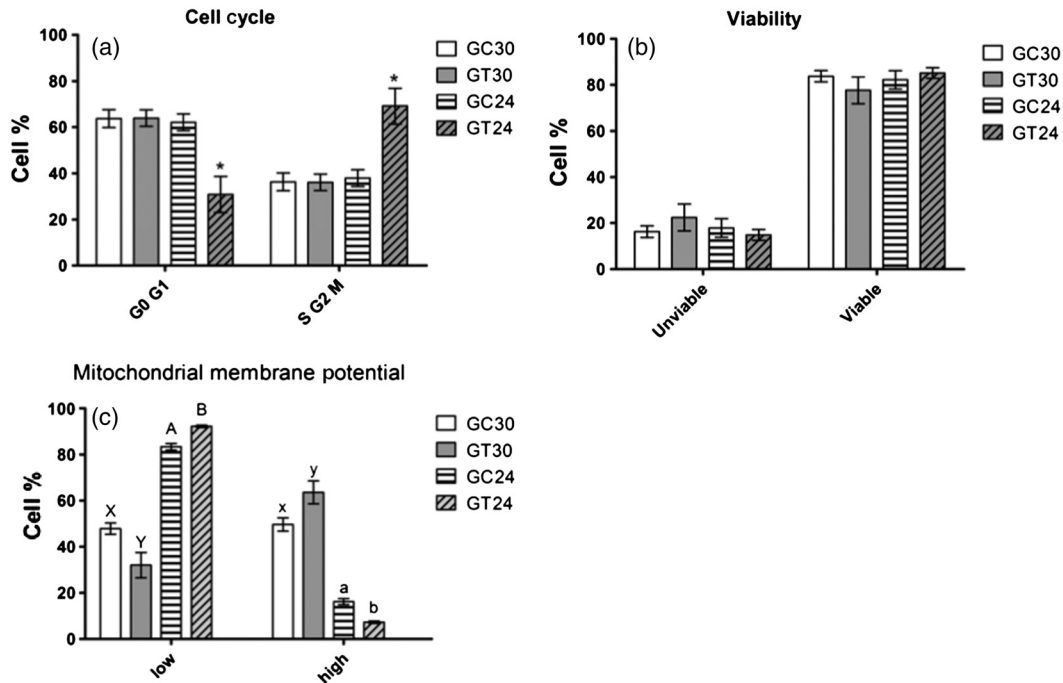 Cell cycle
(a)
Cell %
100
80
60
40
20
0
*
*
G0 G1
S G2 M
GC30
GT30
GC24
GT24
Viability
(b)
Cell %
100
80
60
40
20
0
Unviable
Viable
GC30
GT30
GC24
GT24
Mitochondrial membrane potential
(c)
Cell %
100
80
60
40
20
0
X
Y
A
B
x
y
a
b
low
high
GC30
GT30
GC24
GT24